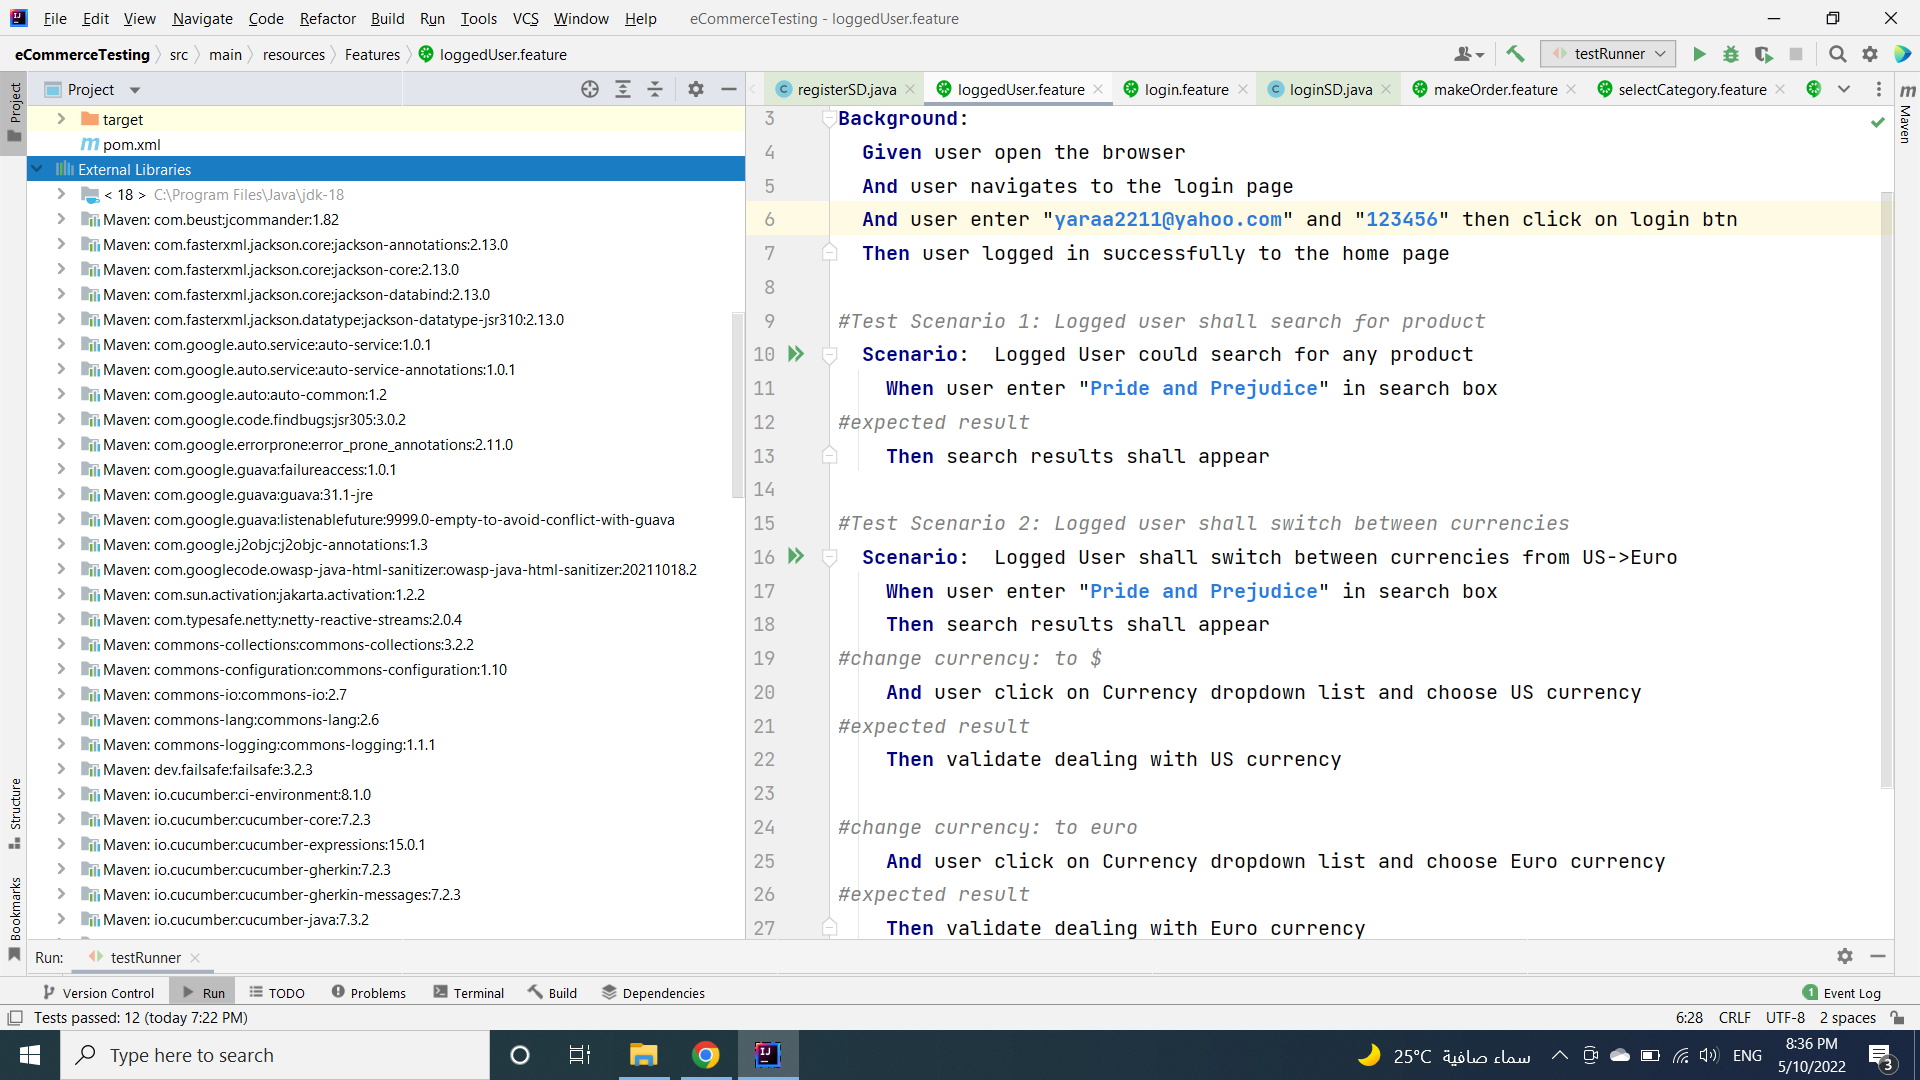 File Edit View Navigate Code Refactor Build Run Tools VCS Window Help eCommerceTesting - loggedUser.feature
eCommerceTesting src main resources Features loggedUser.feature
testRunner
Project
registerSD.java loggedUser.feature login.feature loginSD.java makeOrder.feature selectCategory.feature
Project
Structure
Bookmarks
Maven
target
pom.xml
External Libraries
< 18 > C:\Program Files\Java\jdk-18
Maven: com.beust:jcommander:1.82
Maven: com.fasterxml.jackson.core:jackson-annotations:2.13.0
Maven: com.fasterxml.jackson.core:jackson-core:2.13.0
Maven: com.fasterxml.jackson.core:jackson-databind:2.13.0
Maven: com.fasterxml.jackson.datatype:jackson-datatype-jsr310:2.13.0
Maven: com.google.auto.service:auto-service:1.0.1
Maven: com.google.auto.service:auto-service-annotations:1.0.1
Maven: com.google.auto:auto-common:1.2
Maven: com.google.code.findbugs:jsr305:3.0.2
Maven: com.google.errorprone:error_prone_annotations:2.11.0
Maven: com.google.guava:failureaccess:1.0.1
Maven: com.google.guava:guava:31.1-jre
Maven: com.google.guava:listenablefuture:9999.0-empty-to-avoid-conflict-with-guava
Maven: com.google.j2objc:j2objc-annotations:1.3
Maven: com.googlecode.owasp-java-html-sanitizer:owasp-java-html-sanitizer:20211018.2
Maven: com.sun.activation:jakarta.activation:1.2.2
Maven: com.typesafe.netty:netty-reactive-streams:2.0.4
Maven: commons-collections:commons-collections:3.2.2
Maven: commons-configuration:commons-configuration:1.10
Maven: commons-io:commons-io:2.7
Maven: commons-lang:commons-lang:2.6
Maven: commons-logging:commons-logging:1.1.1
Maven: dev.failsafe:failsafe:3.2.3
Maven: io.cucumber:ci-environment:8.1.0
Maven: io.cucumber:cucumber-core:7.2.3
Maven: io.cucumber:cucumber-expressions:15.0.1
Maven: io.cucumber:cucumber-gherkin:7.2.3
Maven: io.cucumber:cucumber-gherkin-messages:7.2.3
Maven: io.cucumber:cucumber-java:7.3.2
3 Background:
4 Given user open the browser
5 And user navigates to the login page
6 And user enter "yaraa2211@yahoo.com" and "123456" then click on login btn
7 Then user logged in successfully to the home page
8
9 #Test Scenario 1: Logged user shall search for product
10 Scenario: Logged User could search for any product
11 When user enter "Pride and Prejudice" in search box
12 #expected result
13 Then search results shall appear
14
15 #Test Scenario 2: Logged user shall switch between currencies
16 Scenario: Logged User shall switch between currencies from US->Euro
17 When user enter "Pride and Prejudice" in search box
18 Then search results shall appear
19 #change currency: to $
20 And user click on Currency dropdown list and choose US currency
21 #expected result
22 Then validate dealing with US currency
23
24 #change currency: to euro
25 And user click on Currency dropdown list and choose Euro currency
26 #expected result
27 Then validate dealing with Euro currency
Run: testRunner
Version Control Run TODO Problems Terminal Build Dependencies 1 Event Log
Tests passed: 12 (today 7:22 PM) 6:28 CRLF UTF-8 2 spaces
Type here to search
25°C سماء صافية
ENG
8:36 PM
5/10/2022
3